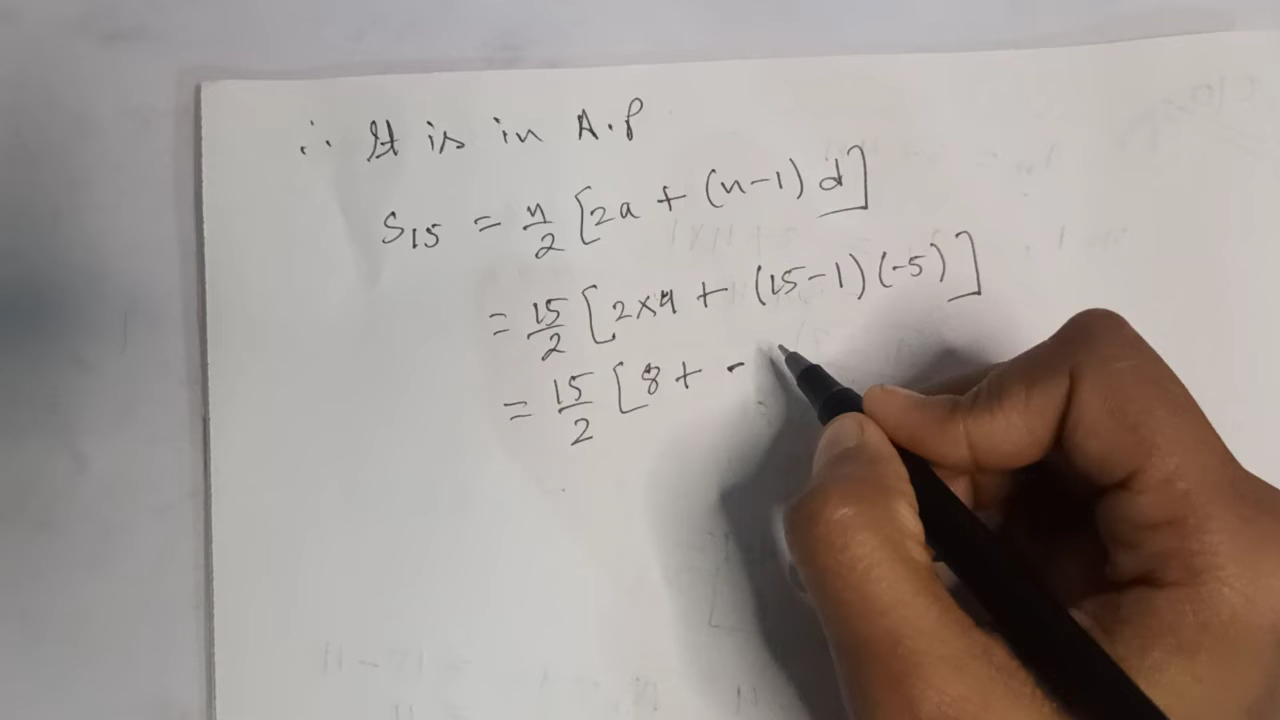 ∴ It is in A.P
S15 = n/2 [2a + (n-1) d]
= 15/2 [2×4 + (15-1)(-5)]
= 15/2 [8 + -